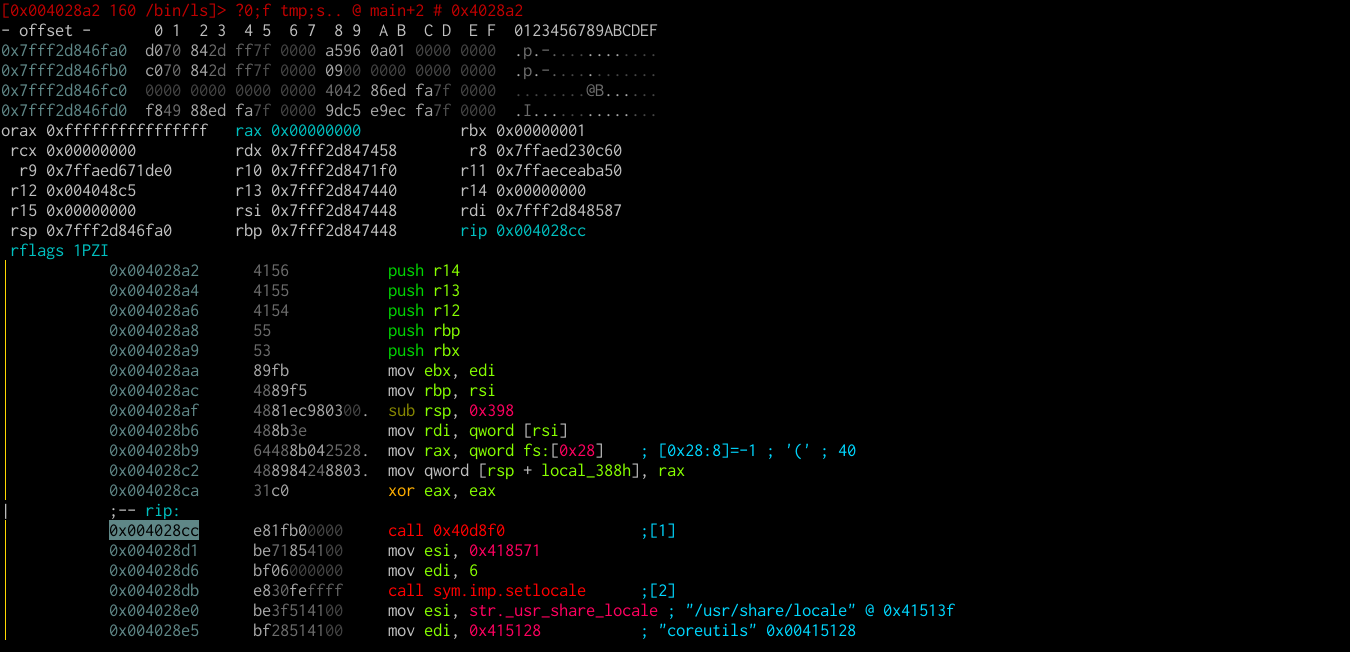 [0x004028a2 160 /bin/ls]> ?0;f tmp;s.. @ main+2 # 0x4028a2
- offset -       0 1  2 3  4 5  6 7  8 9  A B  C D  E F  0123456789ABCDEF
0x7fff2d846fa0  d070 842d ff7f 0000 a596 0a01 0000 0000  .p.-............
0x7fff2d846fb0  c070 842d ff7f 0000 0900 0000 0000 0000  .p.-............
0x7fff2d846fc0  0000 0000 0000 0000 4042 86ed fa7f 0000  ........@B......
0x7fff2d846fd0  f849 88ed fa7f 0000 9dc5 e9ec fa7f 0000  .I..............
orax 0xffffffffffffffff   rax 0x00000000           rbx 0x00000001
 rcx 0x00000000           rdx 0x7fff2d847458        r8 0x7ffaed230c60
  r9 0x7ffaed671de0       r10 0x7fff2d8471f0       r11 0x7ffaeceaba50
 r12 0x004048c5           r13 0x7fff2d847440       r14 0x00000000
 r15 0x00000000           rsi 0x7fff2d847448       rdi 0x7fff2d848587
 rsp 0x7fff2d846fa0       rbp 0x7fff2d847448       rip 0x004028cc
 rflags 1PZI
0x004028a2      4156           push r14
0x004028a4      4155           push r13
0x004028a6      4154           push r12
0x004028a8      55             push rbp
0x004028a9      53             push rbx
0x004028aa      89fb           mov ebx, edi
0x004028ac      4889f5         mov rbp, rsi
0x004028af      4881ec980300.  sub rsp, 0x398
0x004028b6      488b3e         mov rdi, qword [rsi]
0x004028b9      64488b042528.  mov rax, qword fs:[0x28]    ; [0x28:8]=-1 ; '(' ; 40
0x004028c2      488984248803.  mov qword [rsp + local_388h], rax
0x004028ca      31c0           xor eax, eax
;-- rip:
0x004028cc      e81fb00000     call 0x40d8f0               ;[1]
0x004028d1      be71854100     mov esi, 0x418571
0x004028d6      bf06000000     mov edi, 6
0x004028db      e830feffff     call sym.imp.setlocale      ;[2]
0x004028e0      be3f514100     mov esi, str._usr_share_locale ; "/usr/share/locale" @ 0x41513f
0x004028e5      bf28514100     mov edi, 0x415128           ; "coreutils" 0x00415128